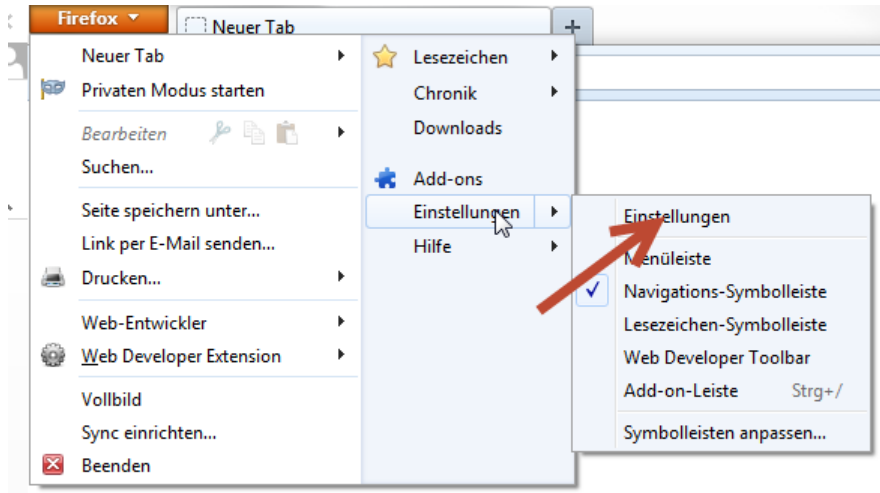 Firefox
Neuer Tab
Neuer Tab
Privaten Modus starten
Bearbeiten
Suchen...
Seite speichern unter...
Link per E-Mail senden...
Drucken...
Web-Entwickler
Web Developer Extension
Vollbild
Sync einrichten...
Beenden
Lesezeichen
Chronik
Downloads
Add-ons
Einstellungen
Hilfe
Einstellungen
Menüleiste
Navigations-Symbolleiste
Lesezeichen-Symbolleiste
Web Developer Toolbar
Add-on-Leiste Strg+/
Symbolleisten anpassen...